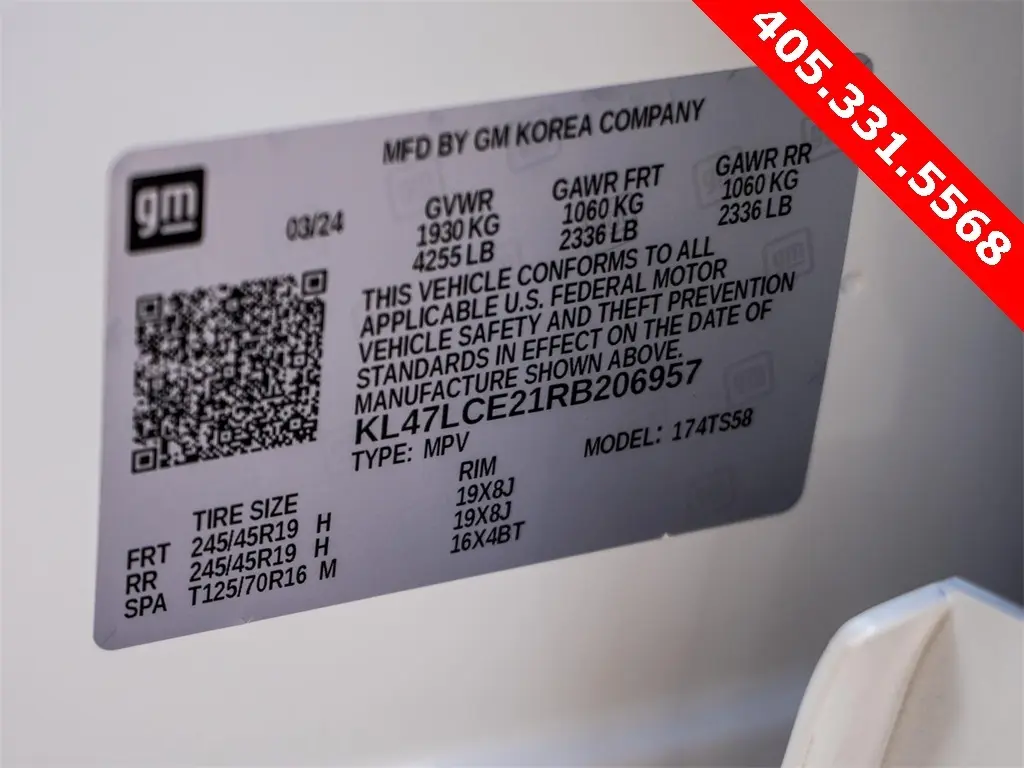 405.331.5568
MFD BY GM KOREA COMPANY
gm
03/24
GVWR
1930 KG
4255 LB
GAWR FRT
1060 KG
2336 LB
GAWR RR
1060 KG
2336 LB
THIS VEHICLE CONFORMS TO ALL
APPLICABLE U.S. FEDERAL MOTOR
VEHICLE SAFETY AND THEFT PREVENTION
STANDARDS IN EFFECT ON THE DATE OF
MANUFACTURE SHOWN ABOVE.
KL47LCE21RB206957
TYPE: MPV MODEL: 174TS58
TIRE SIZE RIM
FRT 245/45R19 H 19X8J
RR 245/45R19 H 19X8J
SPA T125/70R16 M 16X4BT